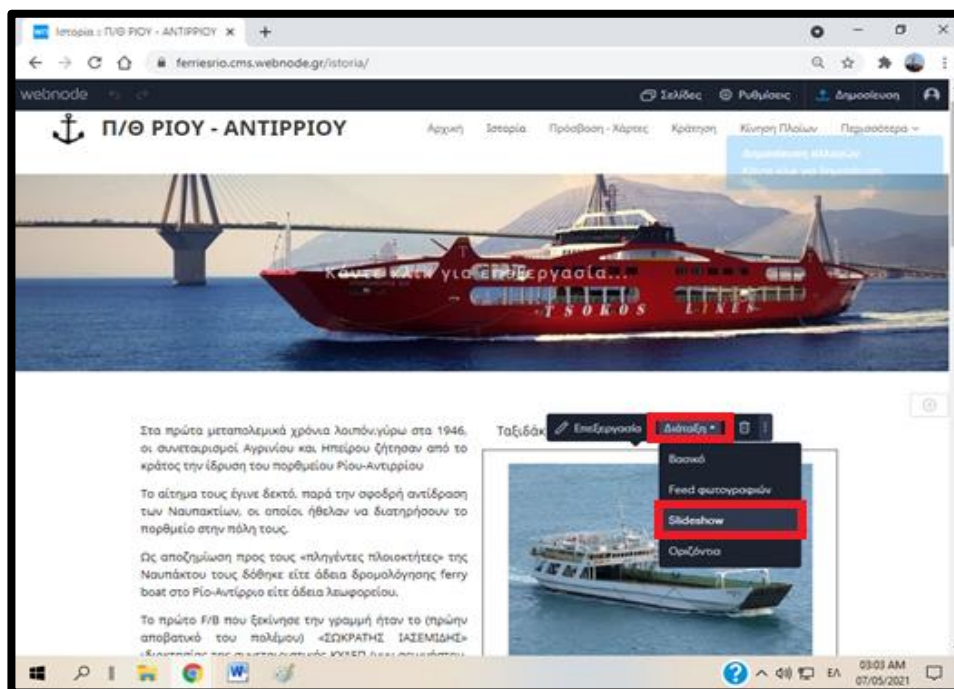 Ιστορία :: Π/Θ ΡΙΟΥ - ΑΝΤΙΡΡΙΟΥ
ferriesrio.cms.webnode.gr/istoria/
webnode
Σελίδες Ρυθμίσεις Δημοσίευση
Π/Θ ΡΙΟΥ - ΑΝΤΙΡΡΙΟΥ
Αρχική Ιστορία Πρόσβαση - Χάρτες Κράτηση Κίνηση Πλοίων Περισσότερα
Δημοσίευση αλλαγών
Κάντε κλικ για επεξεργασία...
TSOKOS LINES
Στα πρώτα μεταπολεμικά χρόνια λοιπόν.γύρω στα 1946,
οι συνεταιρισμοί Αγρινίου και Ηπείρου ζήτησαν από το
κράτος την ίδρυση του πορθμείου Ρίου-Αντιρρίου
Το αίτημα τους έγινε δεκτό, παρά την σφοδρή αντίδραση
των Ναυπακτίων, οι οποίοι ήθελαν να διατηρήσουν το
πορθμείο στην πόλη τους.
Ως αποζημίωση προς τους «πληγέντες πλοιοκτήτες» της
Ναυπάκτου τους δόθηκε είτε άδεια δρομολόγησης ferry
boat στο Ρίο-Αντίρριο είτε άδεια λεωφορείου.
Το πρώτο F/B που ξεκίνησε την γραμμή ήταν το (πρώην
αποβατικό του πολέμου) «ΣΩΚΡΑΤΗΣ ΙΑΣΕΜΙΔΗΣ»
Ταξιδάκ
Επεξεργασία Διάταξη
Βασικό
Feed φωτογραφιών
Slideshow
Οριζόντια
ΕΛ
03:03 AM
07/05/2021